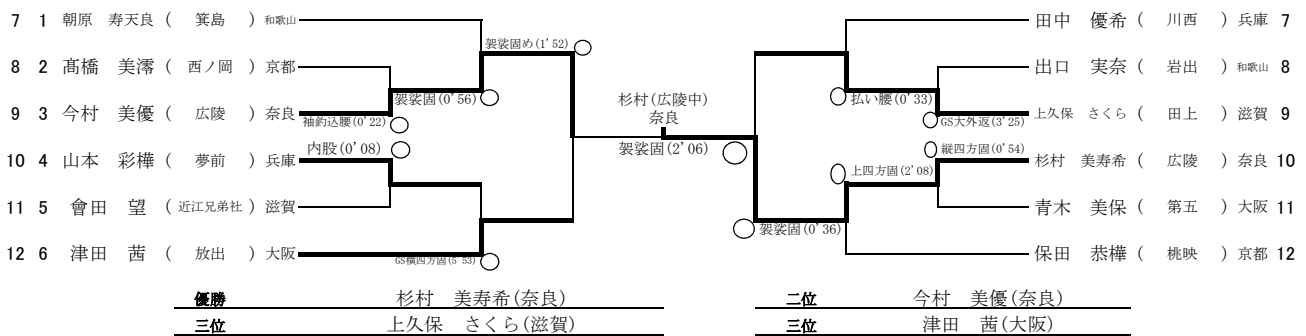 7 1 朝原 寿天良 ( 箕島 ) 和歌山
8 2 髙橋 美澪 ( 西ノ岡 ) 京都
9 3 今村 美優 ( 広陵 ) 奈良
10 4 山本 彩樺 ( 夢前 ) 兵庫
11 5 會田 望 ( 近江兄弟社 ) 滋賀
12 6 津田 茜 ( 放出 ) 大阪
袈裟固め(1'52)
袈裟固(0'56)
袖釣込腰(0'22)
内股(0'08)
GS横四方固(5'53)
杉村(広陵中)
奈良
袈裟固(2'06)
払い腰(0'33)
GS大外返(3'25)
縦四方固(0'54)
上四方固(2'08)
袈裟固(0'36)
田中 優希 ( 川西 ) 兵庫 7
出口 実奈 ( 岩出 ) 和歌山 8
上久保 さくら ( 田上 ) 滋賀 9
杉村 美寿希 ( 広陵 ) 奈良 10
青木 美保 ( 第五 ) 大阪 11
保田 恭樺 ( 桃映 ) 京都 12
優勝 杉村 美寿希(奈良)
二位 今村 美優(奈良)
三位 上久保 さくら(滋賀)
三位 津田 茜(大阪)